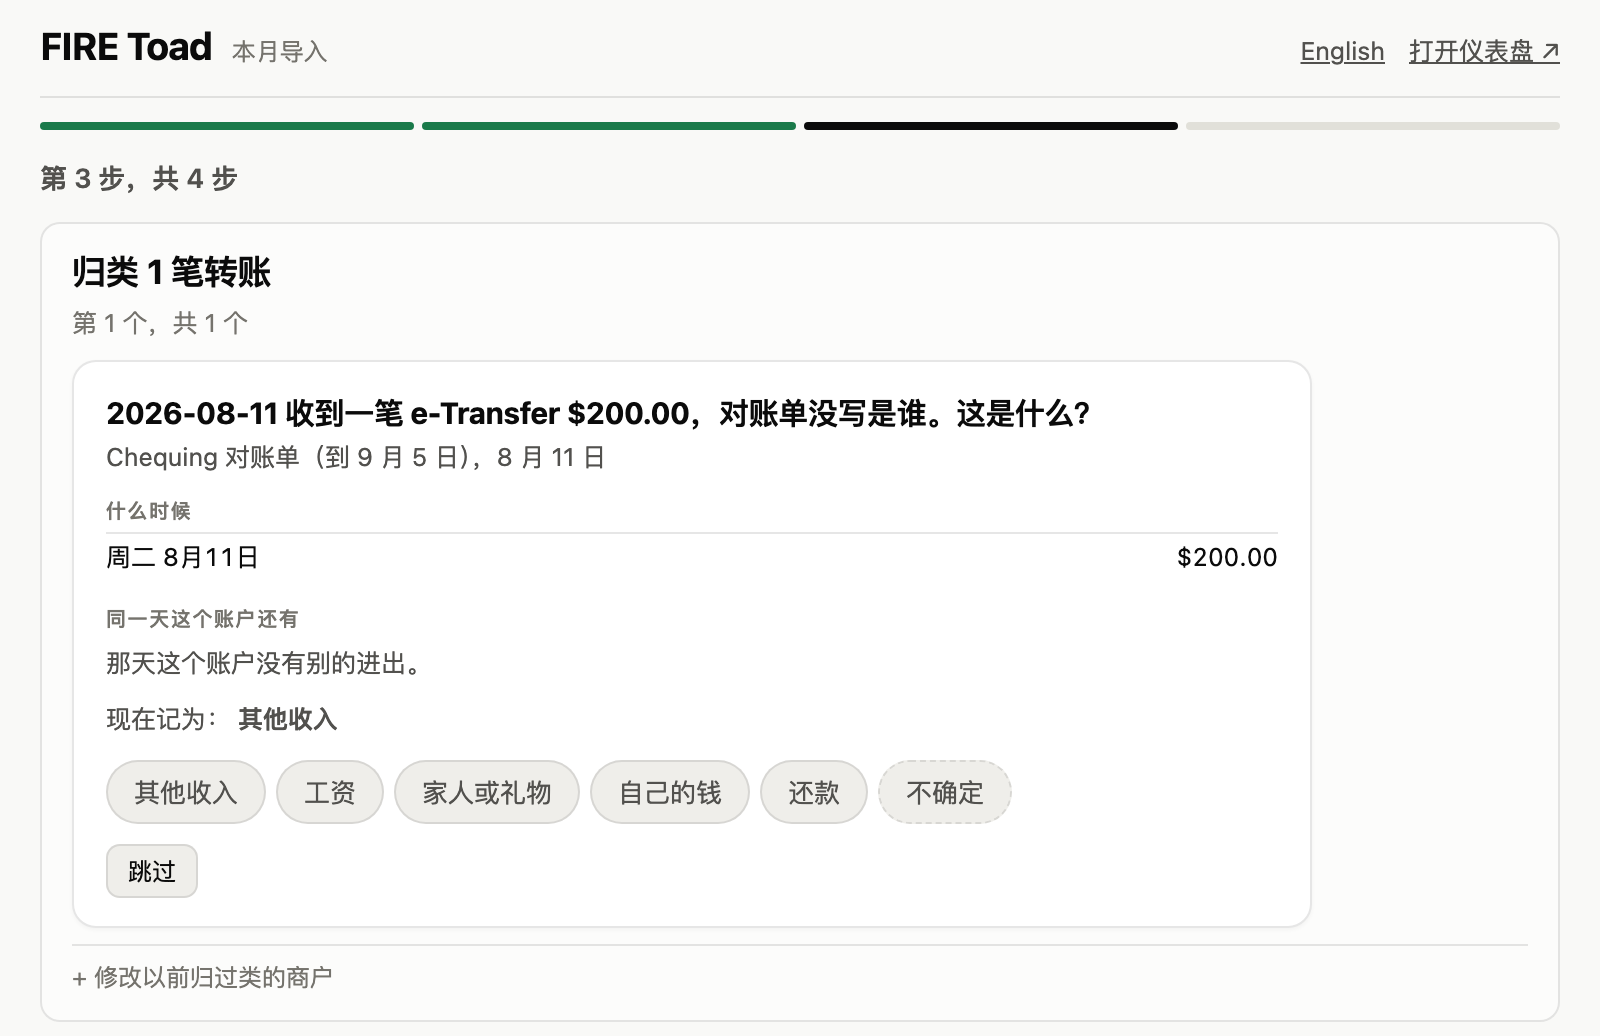 FIRE Toad 本月导入
English 打开仪表盘 ↗
第 3 步，共 4 步
归类 1 笔转账
第 1 个，共 1 个
2026-08-11 收到一笔 e-Transfer $200.00，对账单没写是谁。这是什么？
Chequing 对账单（到 9 月 5 日），8 月 11 日
什么时候
周二 8月11日 $200.00
同一天这个账户还有
那天这个账户没有别的进出。
现在记为： 其他收入
其他收入 工资 家人或礼物 自己的钱 还款 不确定
跳过
+ 修改以前归过类的商户